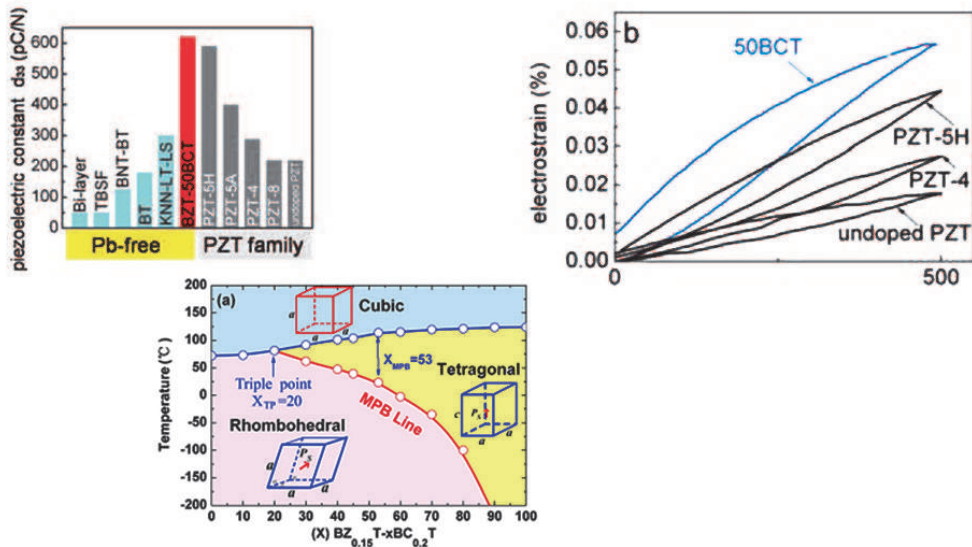 piezoelectric constant d₃₃ (pC/N)
600
500
400
300
200
100
0
Bi-layer
TBSF
BNT-BT
BT
KNN-LT-LS
BZT-50BCT
PZT-5H
PZT-5A
PZT-4
PZT-8
undoped PZT
Pb-free
PZT family
b
electrostrain (%)
0.06
0.05
0.04
0.03
0.02
0.01
0.00
50BCT
PZT-5H
PZT-4
undoped PZT
0
500
(a)
Temperature (℃)
200
150
100
50
0
-50
-100
-150
-200
Cubic
a
a
a
X_MPB=53
Triple point
X_TP=20
Tetragonal
MPB Line
c
P_s
a
a
Rhombohedral
P_s
a
a
a
0 10 20 30 40 50 60 70 80 90 100
(X) BZ₀.₁₅T-xBC₀.₂T